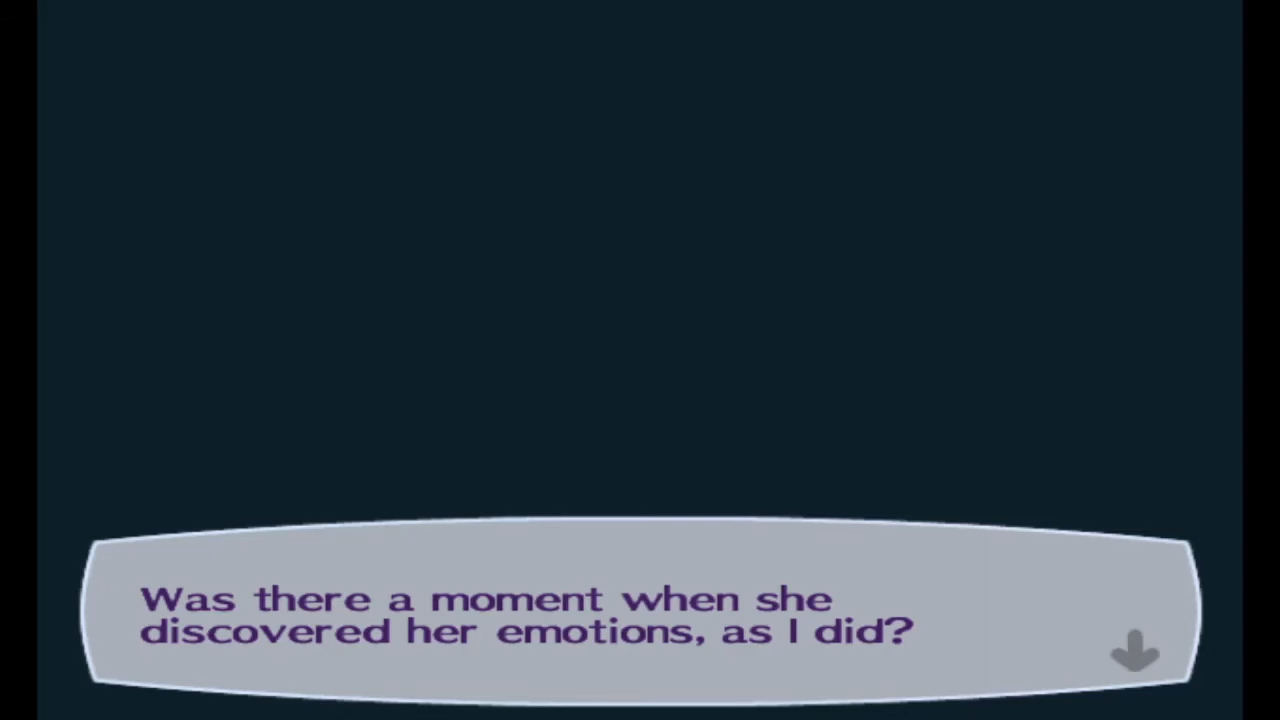 Was there a moment when she
discovered her emotions, as I did?